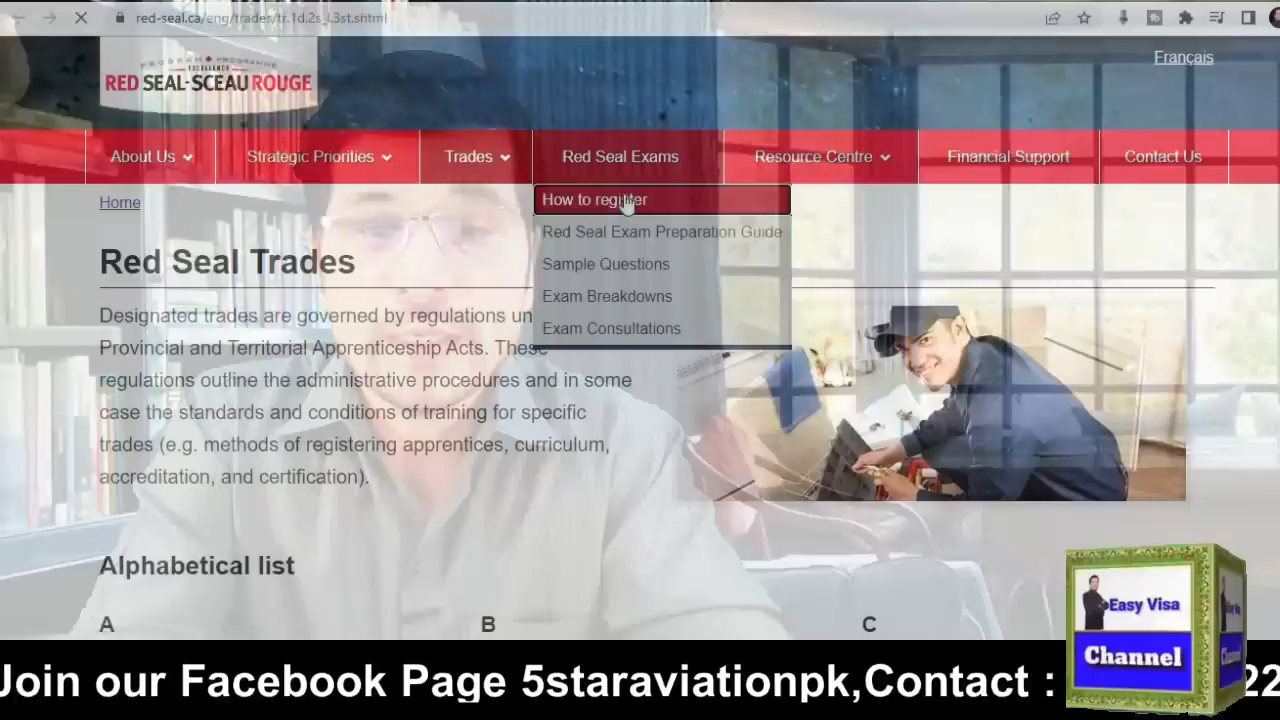 red-seal.ca/eng/trades/tr.1d.2s_l.3st.shtml
PROGRAM PROGRAMME
EXCELLENCE
RED SEAL-SCEAU ROUGE
Français
About Us
Strategic Priorities
Trades
Red Seal Exams
Resource Centre
Financial Support
Contact Us
Home
How to register
Red Seal Exam Preparation Guide
Sample Questions
Exam Breakdowns
Exam Consultations
Red Seal Trades
Designated trades are governed by regulations un
Provincial and Territorial Apprenticeship Acts. These
regulations outline the administrative procedures and in some
case the standards and conditions of training for specific
trades (e.g. methods of registering apprentices, curriculum,
accreditation, and certification).
Alphabetical list
A
B
C
Easy Visa
Channel
Join our Facebook Page 5staraviationpk,Contact :
22